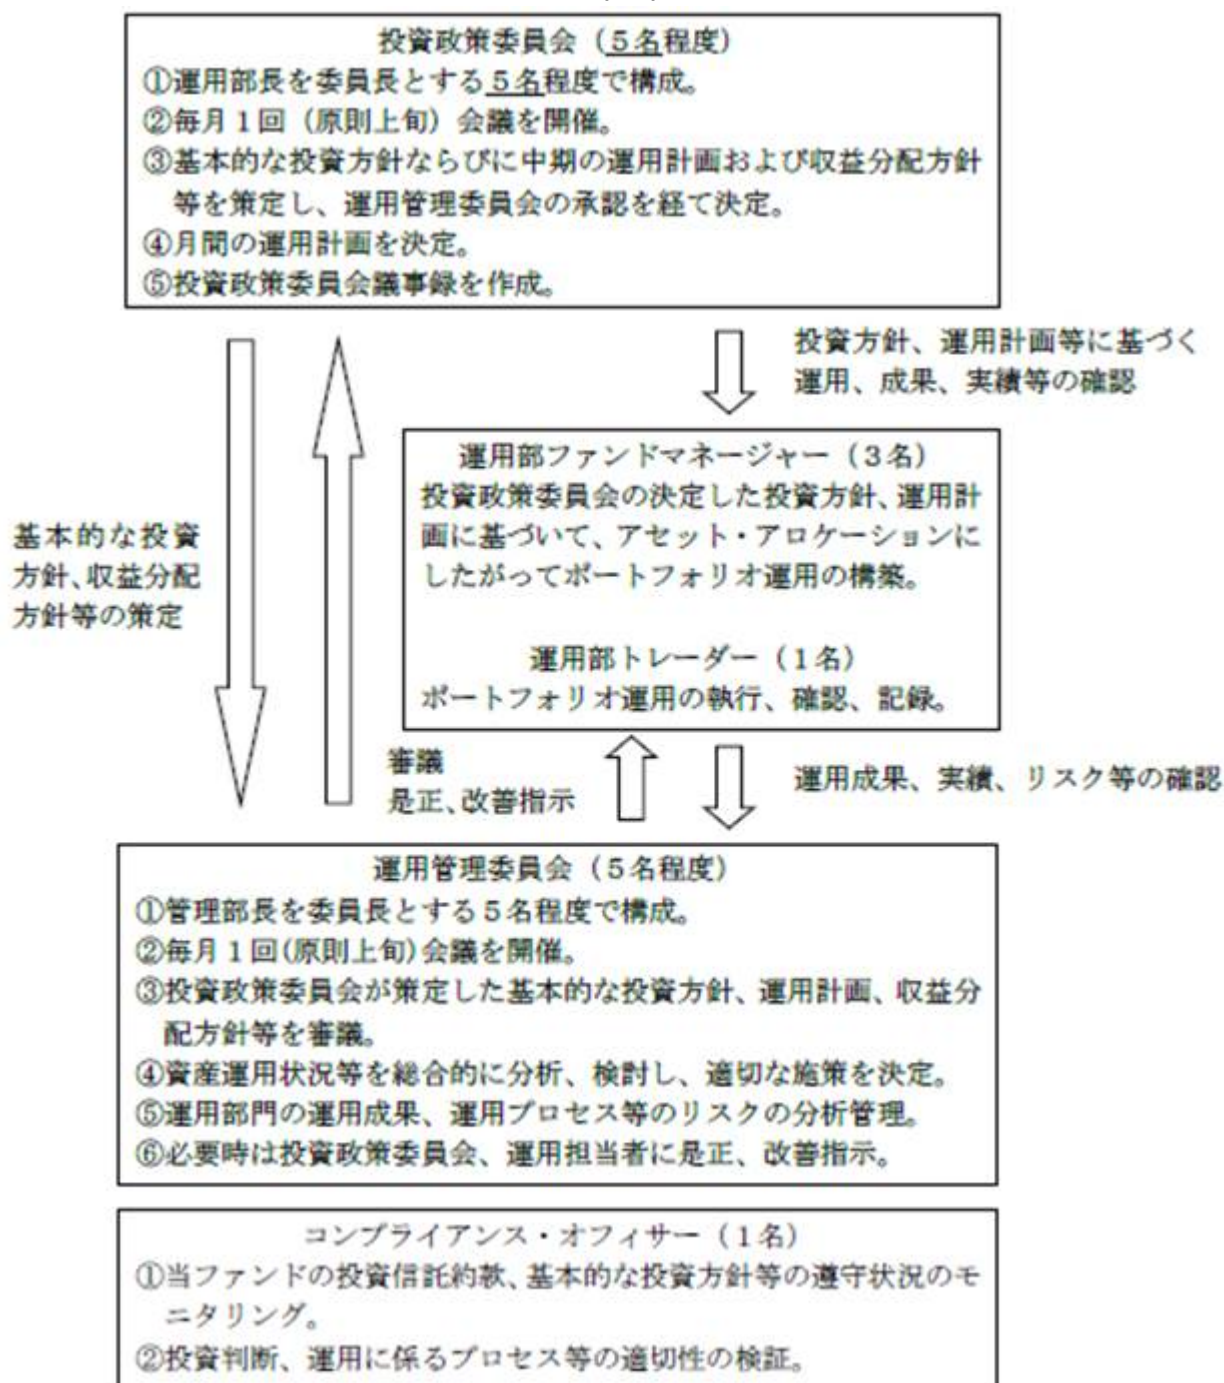 投資政策委員会（５名程度）
①運用部長を委員長とする５名程度で構成。
②毎月１回（原則上旬）会議を開催。
③基本的な投資方針ならびに中期の運用計画および収益分配方針
等を策定し、運用管理委員会の承認を経て決定。
④月間の運用計画を決定。
⑤投資政策委員会議事録を作成。
投資方針、運用計画等に基づく
運用、成果、実績等の確認
運用部ファンドマネージャー（３名）
投資政策委員会の決定した投資方針、運用計
画に基づいて、アセット・アロケーションに
したがってポートフォリオ運用の構築。
運用部トレーダー（１名）
ポートフォリオ運用の執行、確認、記録。
基本的な投資
方針、収益分配
方針等の策定
審議
是正、改善指示
運用成果、実績、リスク等の確認
運用管理委員会（５名程度）
①管理部長を委員長とする５名程度で構成。
②毎月１回(原則上旬)会議を開催。
③投資政策委員会が策定した基本的な投資方針、運用計画、収益分
配方針等を審議。
④資産運用状況等を総合的に分析、検討し、適切な施策を決定。
⑤運用部門の運用成果、運用プロセス等のリスクの分析管理。
⑥必要時は投資政策委員会、運用担当者に是正、改善指示。
コンプライアンス・オフィサー（１名）
①当ファンドの投資信託約款、基本的な投資方針等の遵守状況のモ
ニタリング。
②投資判断、運用に係るプロセス等の適切性の検証。